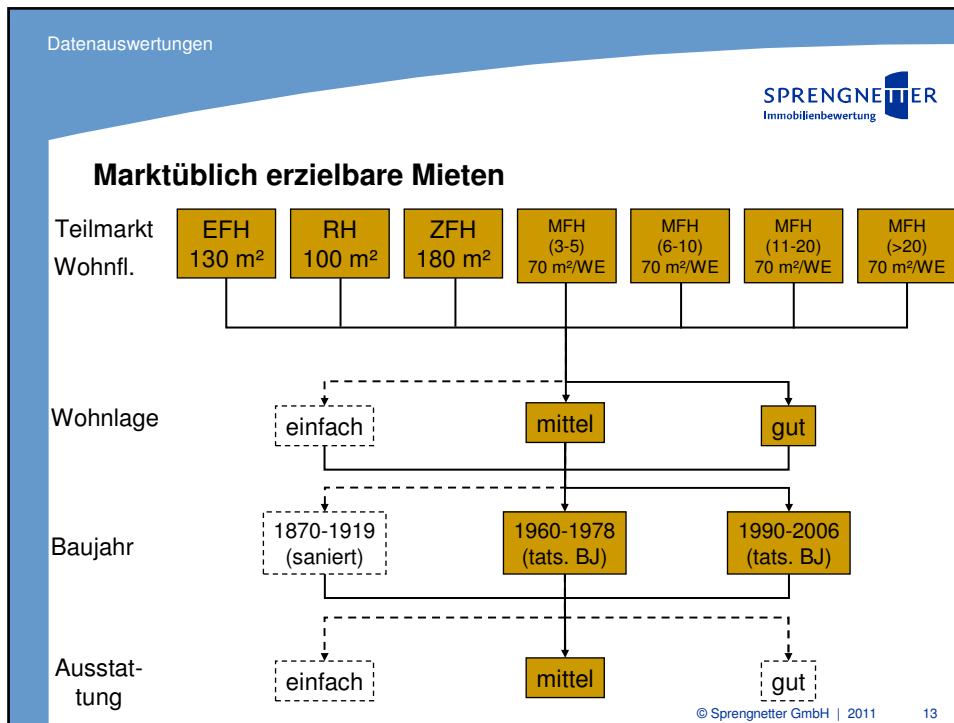 Datenauswertungen
SPRENGNETTER
Immobilienbewertung
Marktüblich erzielbare Mieten
Teilmarkt
Wohnfl.
EFH
130 m²
RH
100 m²
ZFH
180 m²
MFH
(3-5)
70 m²/WE
MFH
(6-10)
70 m²/WE
MFH
(11-20)
70 m²/WE
MFH
(>20)
70 m²/WE
Wohnlage
einfach
mittel
gut
Baujahr
1870-1919
(saniert)
1960-1978
(tats. BJ)
1990-2006
(tats. BJ)
Ausstat-
tung
einfach
mittel
gut
© Sprengnetter GmbH | 2011 13